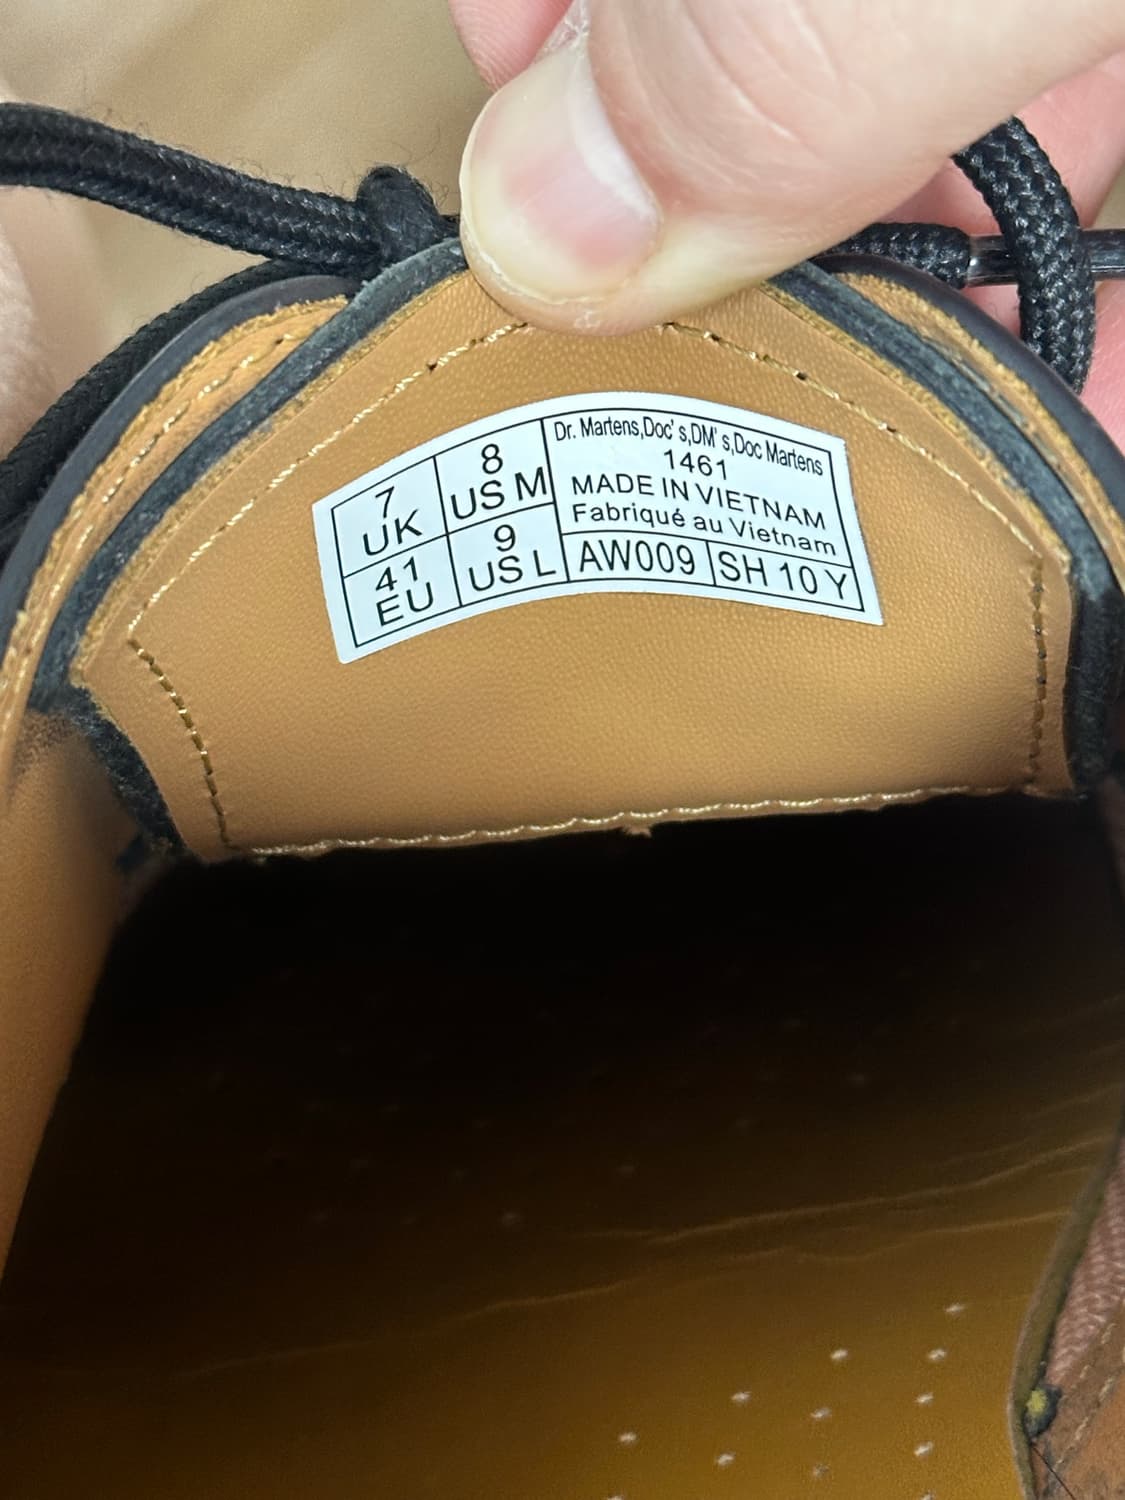 7
UK
8
US M
41
EU
9
US L
Dr. Martens,Doc' s,DM' s,Doc Martens
1461
MADE IN VIETNAM
Fabriqué au Vietnam
AW009 SH 10 Y